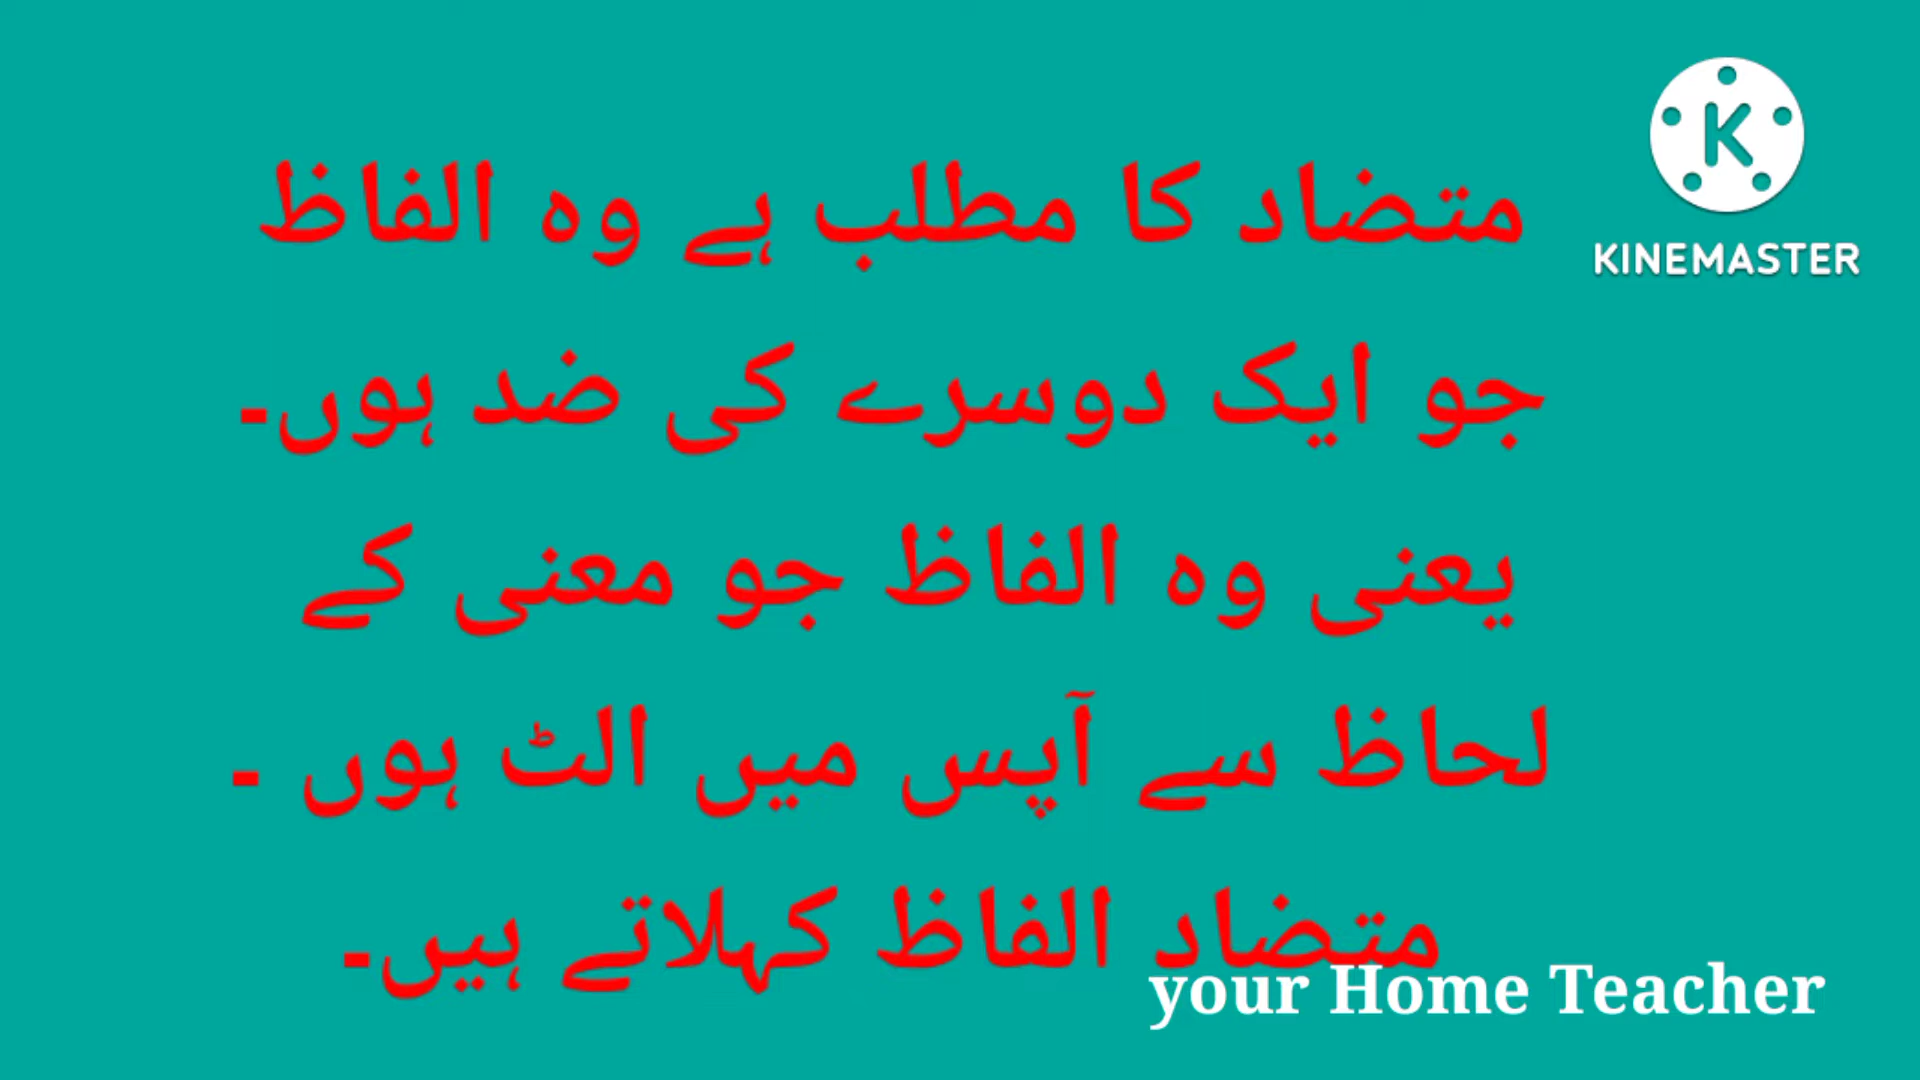 متضاد کا مطلب ہے وہ الفاظ
جو ایک دوسرے کی ضد ہوں۔
یعنی وہ الفاظ جو معنی کے
لحاظ سے آپس میں الٹ ہوں ۔
متضاد الفاظ کہلاتے ہیں۔
KINEMASTER
your Home Teacher